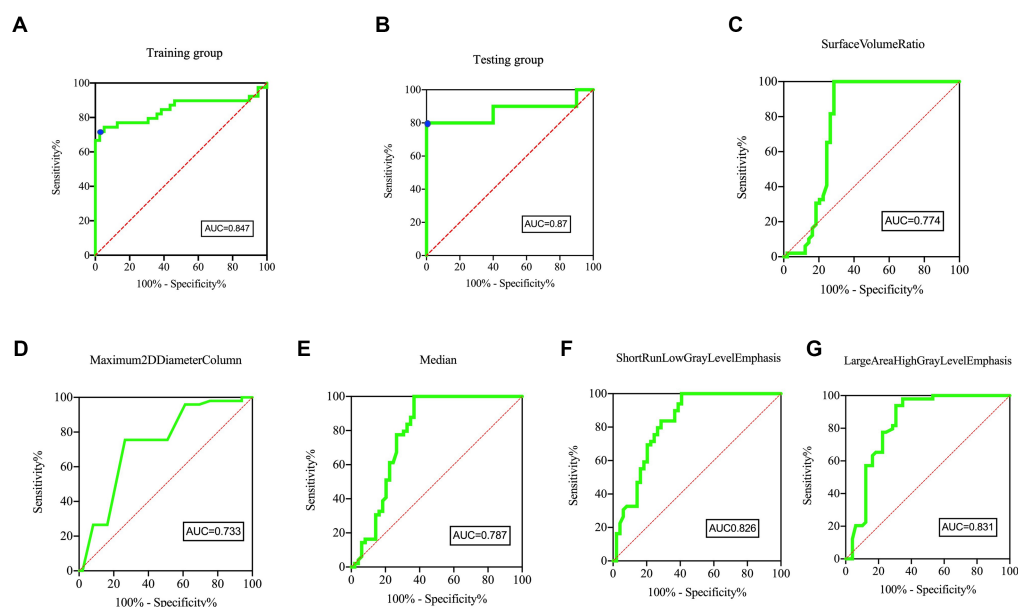 A
Training group
100
80
60
40
20
0
0
20
40
60
80
100
Sensitivity%
100% - Specificity%
AUC=0.847
B
Testing group
100
80
60
40
20
0
0
20
40
60
80
100
Sensitivity%
100% - Specificity%
AUC=0.87
C
SurfaceVolumeRatio
100
80
60
40
20
0
0
20
40
60
80
100
Sensitivity%
100% - Specificity%
AUC=0.774
D
Maximum2DDiameterColumn
100
80
60
40
20
0
0
20
40
60
80
100
Sensitivity%
100% - Specificity%
AUC=0.733
E
Median
100
80
60
40
20
0
0
20
40
60
80
100
Sensitivity%
100% - Specificity%
AUC=0.787
F
ShortRunLowGrayLevelEmphasis
100
80
60
40
20
0
0
20
40
60
80
100
Sensitivity%
100% - Specificity%
AUC0.826
G
LargeAreaHighGrayLevelEmphasis
100
80
60
40
20
0
0
20
40
60
80
100
Sensitivity%
100% - Specificity%
AUC=0.831